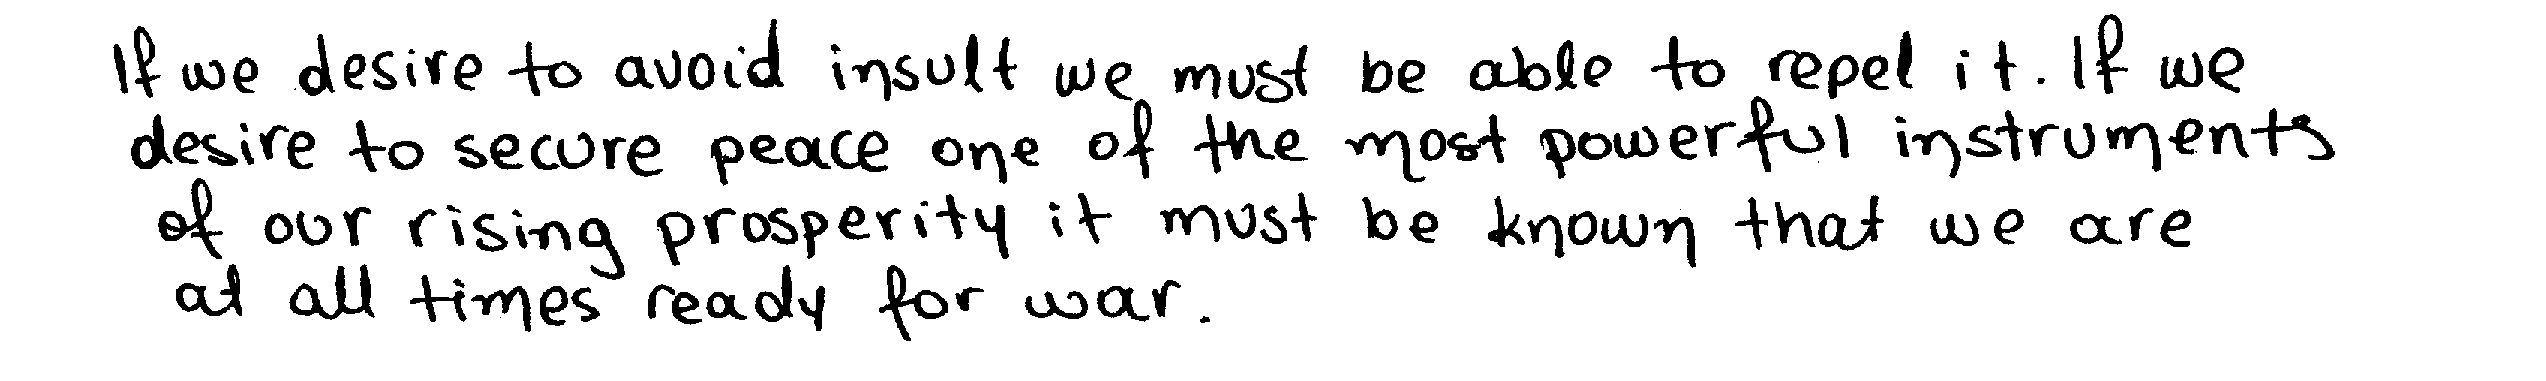 If we desire to avoid insult we must be able to repel it. If we
desire to secure peace one of the most powerful instruments
of our rising prosperity it must be known that we are
at all times ready for war.